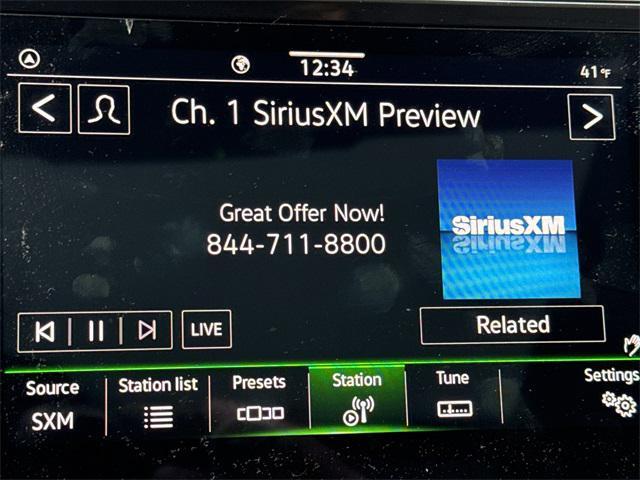 12:34
41°F
Ch. 1 SiriusXM Preview
Great Offer Now!
844-711-8800
SiriusXM
LIVE
Related
Source
SXM
Station list
Presets
Station
Tune
Settings